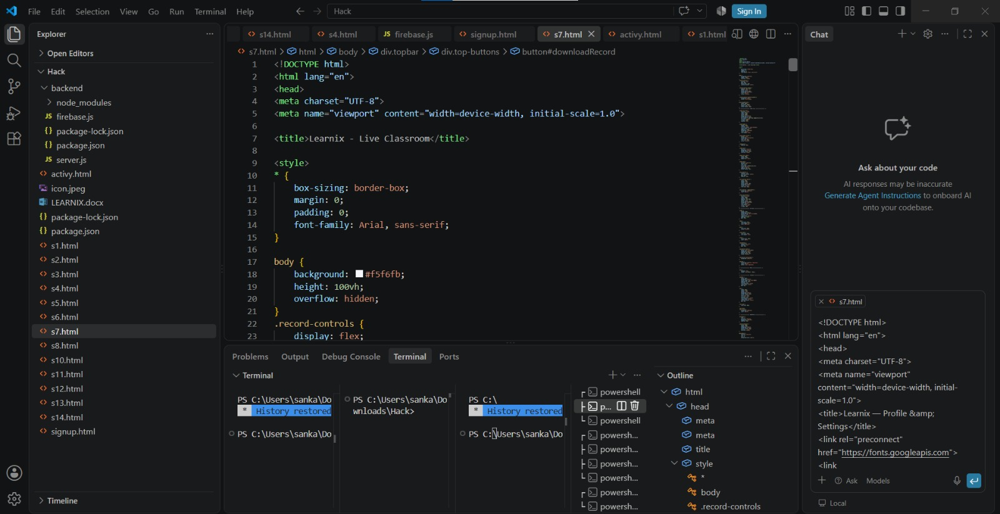 File Edit Selection View Go Run Terminal Help
Hack
Sign In
Explorer
Open Editors
Hack
backend
node_modules
JS firebase.js
{} package-lock.json
{} package.json
JS server.js
<> activy.html
icon.jpeg
LEARNIX.docx
{} package-lock.json
{} package.json
<> s1.html
<> s2.html
<> s3.html
<> s4.html
<> s5.html
<> s6.html
<> s7.html
<> s8.html
<> s10.html
<> s11.html
<> s12.html
<> s13.html
<> s14.html
<> signup.html
Timeline
<> s14.html <> s4.html JS firebase.js <> signup.html <> s7.html <> activy.html <> s1.html
<> s7.html > html > body > div.topbar > div.top-buttons > button#downloadRecord
1 <!DOCTYPE html>
2 <html lang="en">
3 <head>
4 <meta charset="UTF-8">
5 <meta name="viewport" content="width=device-width, initial-scale=1.0">
6
7 <title>Learnix - Live Classroom</title>
8
9 <style>
10 * {
11 box-sizing: border-box;
12 margin: 0;
13 padding: 0;
14 font-family: Arial, sans-serif;
15 }
16
17 body {
18 background: #f5f6fb;
19 height: 100vh;
20 overflow: hidden;
21 }
22 .record-controls {
23 display: flex;
Problems Output Debug Console Terminal Ports
Terminal
PS C:\Users\sanka\Do
* History restored
PS C:\Users\sanka\Do
PS C:\Users\sanka\Do
wnloads\Hack>
PS C:\
* History restored
PS C:\Users\sanka\Do
powershell
p...
powershell
powersh...
powersh...
powersh...
powersh...
powersh...
powersh...
Outline
html
head
meta
meta
title
style
*
body
.record-controls
Chat
Ask about your code
AI responses may be inaccurate
Generate Agent Instructions to onboard AI
onto your codebase.
<> s7.html
<!DOCTYPE html>
<html lang="en">
<head>
<meta charset="UTF-8">
<meta name="viewport"
content="width=device-width, initial-
scale=1.0">
<title>Learnix — Profile &amp;
Settings</title>
<link rel="preconnect"
href="https://fonts.googleapis.com">
<link
Ask Models
Local